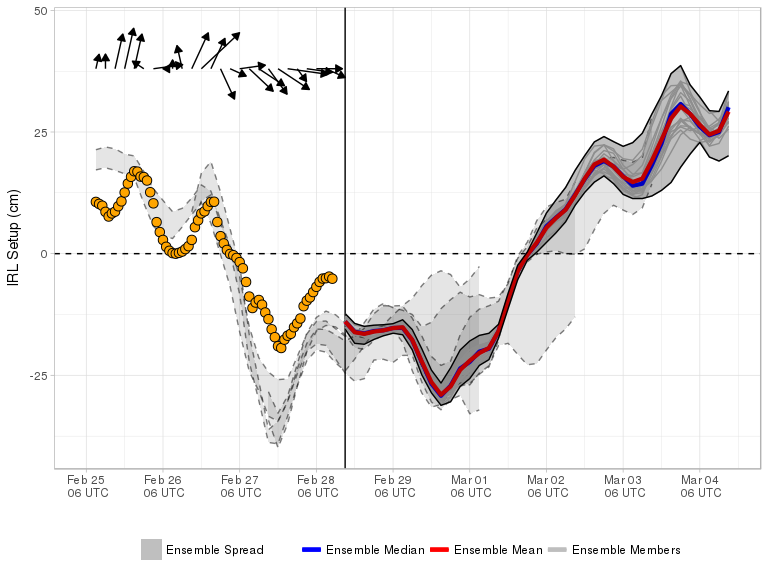 50
25
0
-25
IRL Setup (cm)
Feb 25 Feb 26 Feb 27 Feb 28 Feb 29 Mar 01 Mar 02 Mar 03 Mar 04
06 UTC 06 UTC 06 UTC 06 UTC 06 UTC 06 UTC 06 UTC 06 UTC 06 UTC
Ensemble Spread Ensemble Median Ensemble Mean Ensemble Members